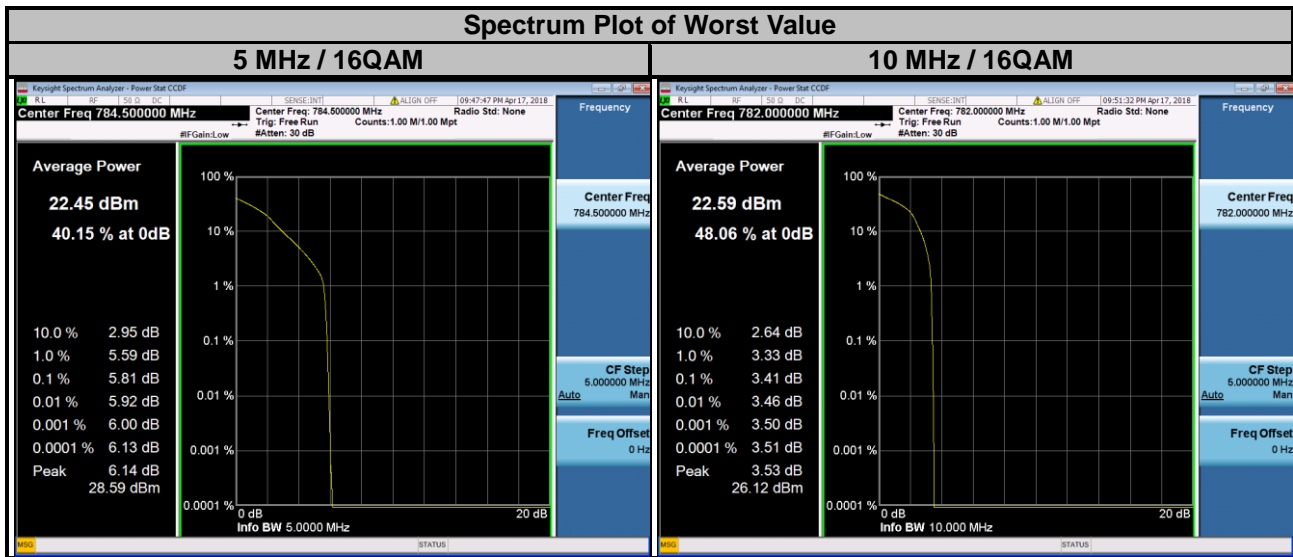 Spectrum Plot of Worst Value
5 MHz / 16QAM
Keysight Spectrum Analyzer - Power Stat CCDF
RL RF 50 Ω DC SENSE:INT ALIGN OFF 09:47:47 PM Apr 17, 2018
Center Freq 784.500000 MHz
Center Freq: 784.500000 MHz Radio Std: None
Trig: Free Run Counts:1.00 M/1.00 Mpt
#IFGain:Low #Atten: 30 dB
Frequency
Average Power
22.45 dBm
40.15 % at 0dB
10.0 % 2.95 dB
1.0 % 5.59 dB
0.1 % 5.81 dB
0.01 % 5.92 dB
0.001 % 6.00 dB
0.0001 % 6.13 dB
Peak 6.14 dB
28.59 dBm
100 %
10 %
1 %
0.1 %
0.01 %
0.001 %
0.0001 %
0 dB 20 dB
Info BW 5.0000 MHz
Center Freq
784.500000 MHz
CF Step
5.000000 MHz
Auto Man
Freq Offset
0 Hz
MSG STATUS
10 MHz / 16QAM
Keysight Spectrum Analyzer - Power Stat CCDF
RL RF 50 Ω DC SENSE:INT ALIGN OFF 09:51:32 PM Apr 17, 2018
Center Freq 782.000000 MHz
Center Freq: 782.000000 MHz Radio Std: None
Trig: Free Run Counts:1.00 M/1.00 Mpt
#IFGain:Low #Atten: 30 dB
Frequency
Average Power
22.59 dBm
48.06 % at 0dB
10.0 % 2.64 dB
1.0 % 3.33 dB
0.1 % 3.41 dB
0.01 % 3.46 dB
0.001 % 3.50 dB
0.0001 % 3.51 dB
Peak 3.53 dB
26.12 dBm
100 %
10 %
1 %
0.1 %
0.01 %
0.001 %
0.0001 %
0 dB 20 dB
Info BW 10.000 MHz
Center Freq
782.000000 MHz
CF Step
5.000000 MHz
Auto Man
Freq Offset
0 Hz
MSG STATUS